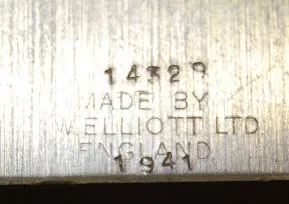 14329
MADE BY
W.ELLIOTT LTD
ENGLAND
1941